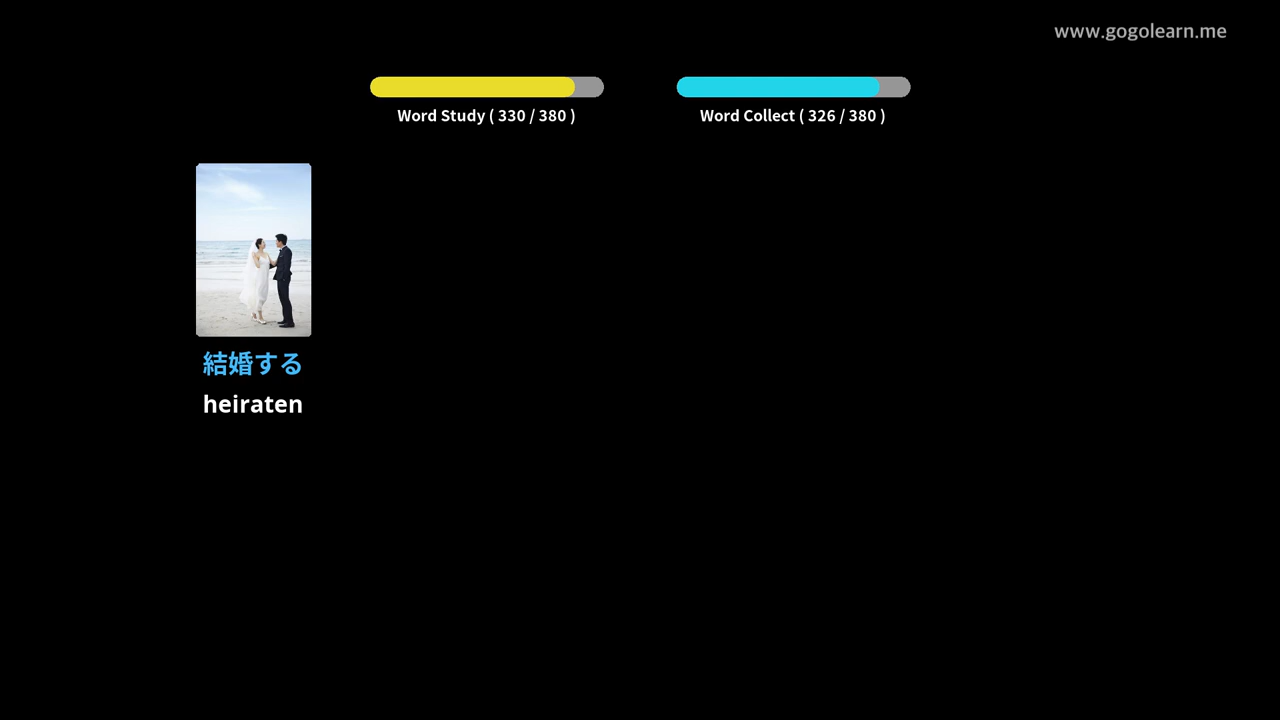 www.gogolearn.me
Word Study ( 330 / 380 )
Word Collect ( 326 / 380 )
結婚する
heiraten